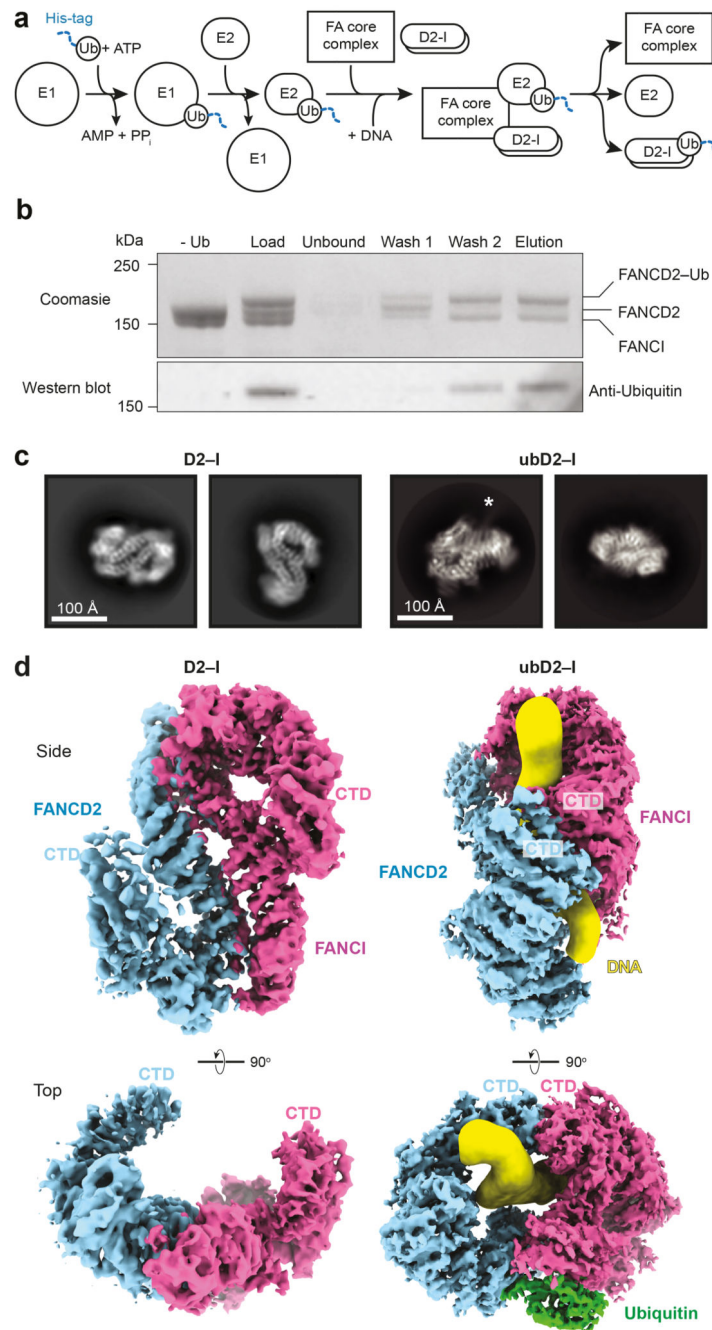 a
His-tag
Ub + ATP
E1
AMP + PPi
E1
Ub
E2
E1
E2
Ub
FA core
complex
D2-I
+ DNA
FA core
complex
E2
Ub
D2-I
FA core
complex
E2
Ub
D2-I
b
kDa
- Ub
Load
Unbound
Wash 1
Wash 2
Elution
250
Coomasie
150
FANCD2–Ub
FANCD2
FANCI
Western blot
150
Anti-Ubiquitin
c
D2–I
ubD2–I
*
100 Å
100 Å
d
D2–I
ubD2–I
Side
FANCD2
CTD
CTD
FANCI
CTD
CTD
FANCI
FANCD2
DNA
90°
90°
Top
CTD
CTD
CTD
CTD
Ubiquitin